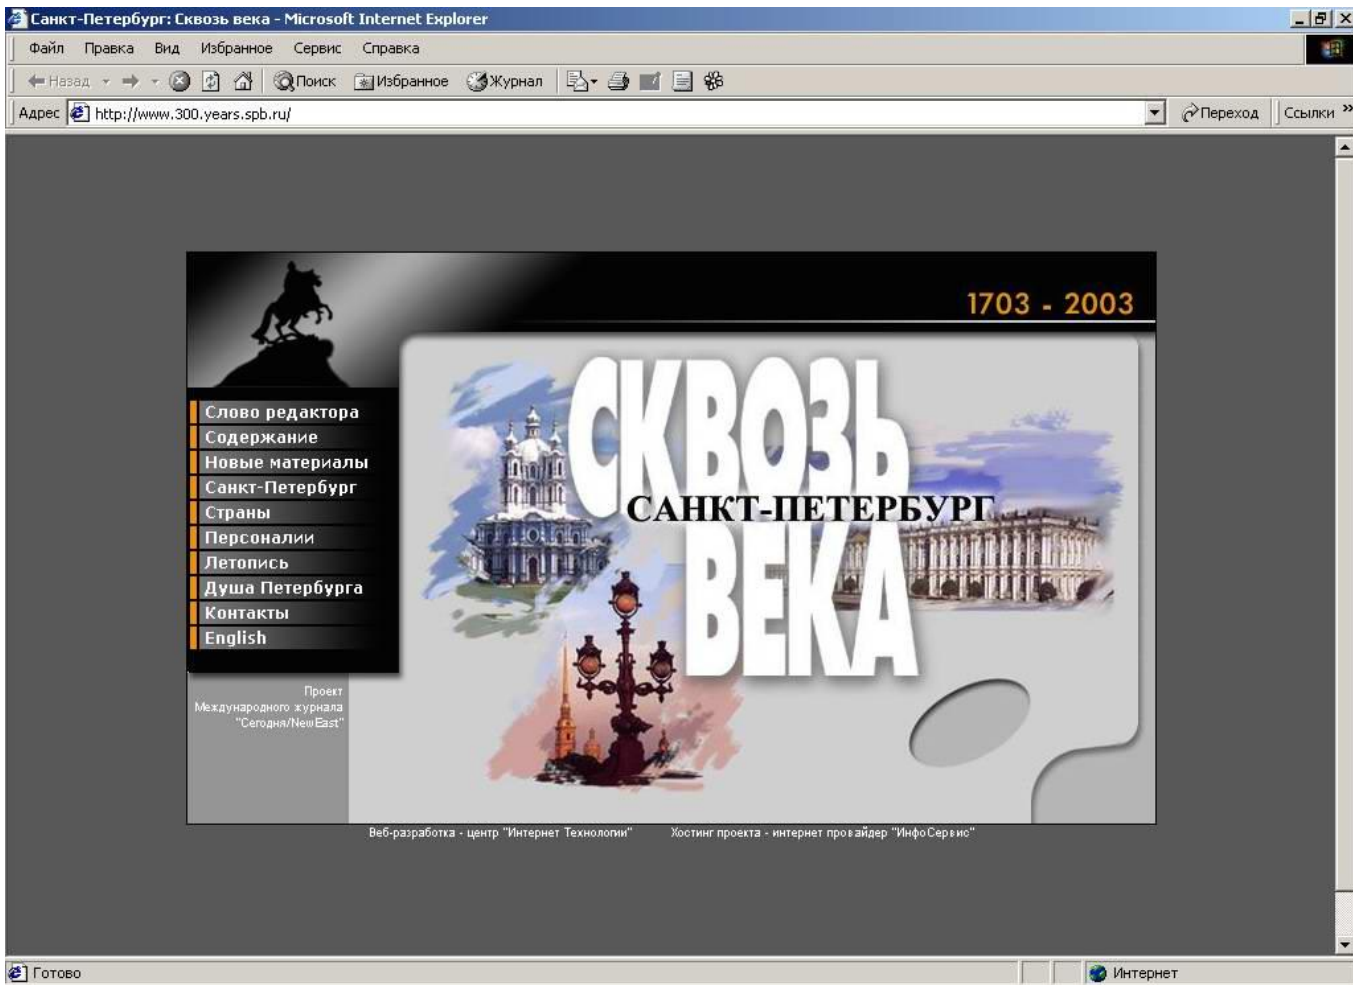 Санкт-Петербург: Сквозь века - Microsoft Internet Explorer
Файл Правка Вид Избранное Сервис Справка
Назад Поиск Избранное Журнал
Адрес http://www.300.years.spb.ru/ Переход Ссылки »
1703 - 2003
СКВОЗЬ
САНКТ-ПЕТЕРБУРГ
ВЕКА
Слово редактора
Содержание
Новые материалы
Санкт-Петербург
Страны
Персоналии
Летопись
Душа Петербурга
Контакты
English
Проект
Международного журнала
"Сегодня/NewEast"
Веб-разработка - центр "Интернет Технологии" Хостинг проекта - интернет провайдер "ИнфоСервис"
Готово Интернет